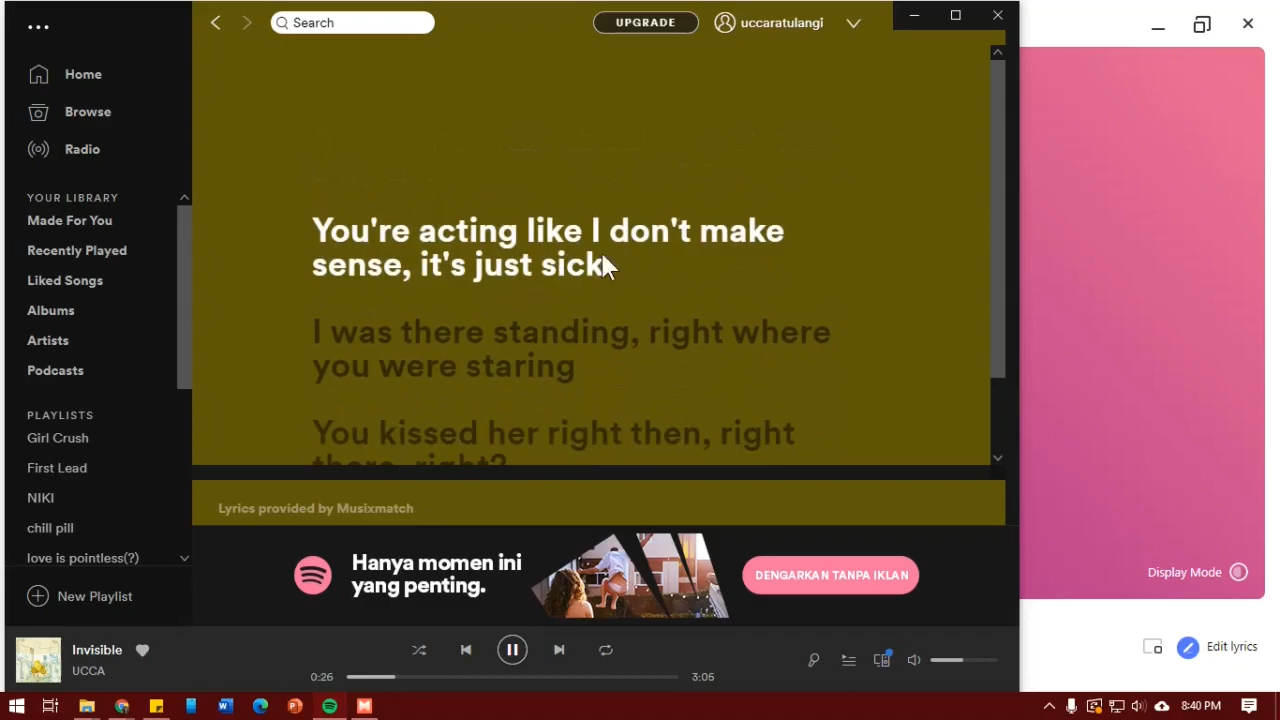 Search
UPGRADE
uccaratulangi
Home
Browse
Radio
YOUR LIBRARY
Made For You
Recently Played
Liked Songs
Albums
Artists
Podcasts
PLAYLISTS
Girl Crush
First Lead
NIKI
chill pill
love is pointless(?)
New Playlist
You're acting like I don't make
sense, it's just sick
I was there standing, right where
you were staring
You kissed her right then, right
there, right?
Lyrics provided by Musixmatch
Hanya momen ini
yang penting.
DENGARKAN TANPA IKLAN
Invisible
UCCA
0:26
3:05
Display Mode
Edit lyrics
8:40 PM